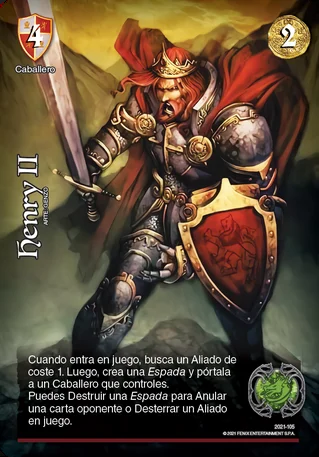 4
2
Caballero
Henry II
Cuando entra en juego, busca un Aliado de
coste 1. Luego, crea una Espada y pórtala
a un Caballero que controles.
Puedes Destruir una Espada para Anular
una carta oponente o Desterrar un Aliado
en juego.
2021-105
© 2021 FENIX ENTERTAINMENT S.P.A.